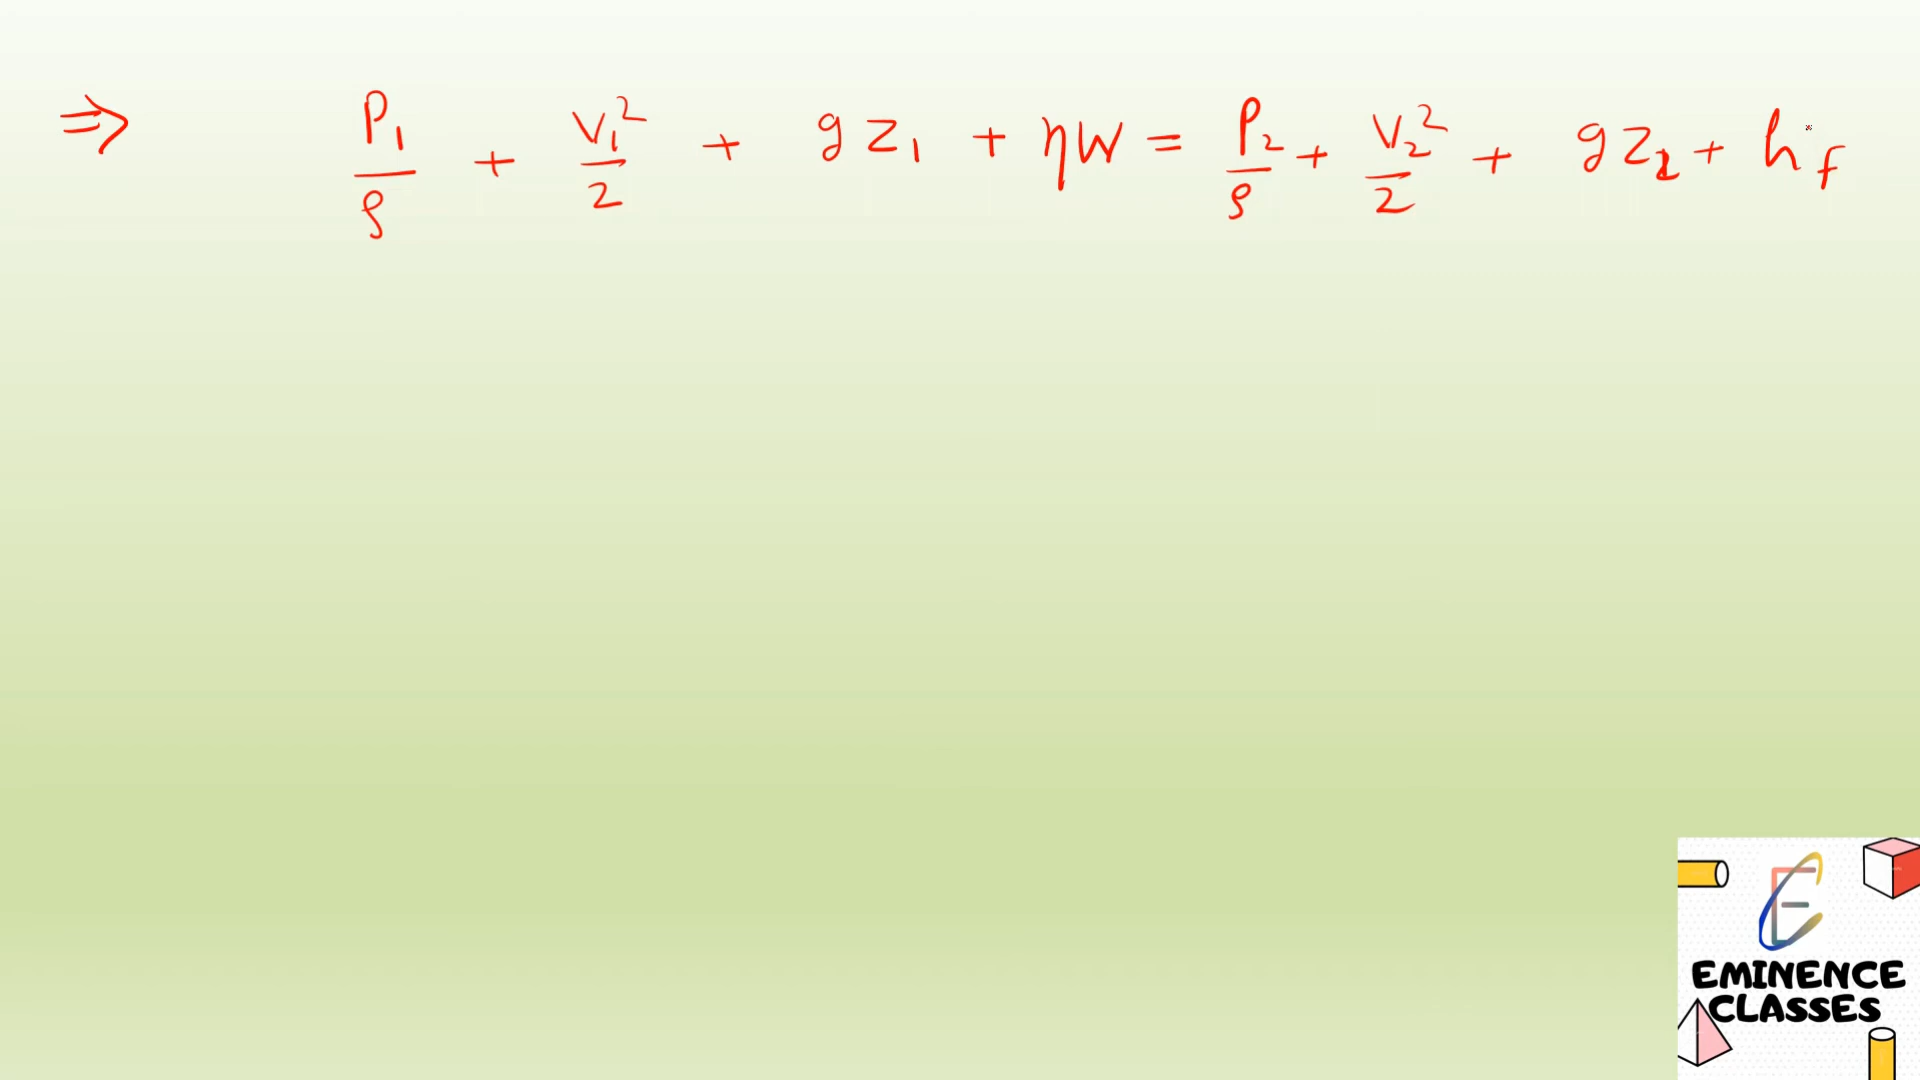 ⇒ P₁/ρ + V₁²/2 + gz₁ + ηW = P₂/ρ + V₂²/2 + gz₂ + h_f
EMINENCE
CLASSES